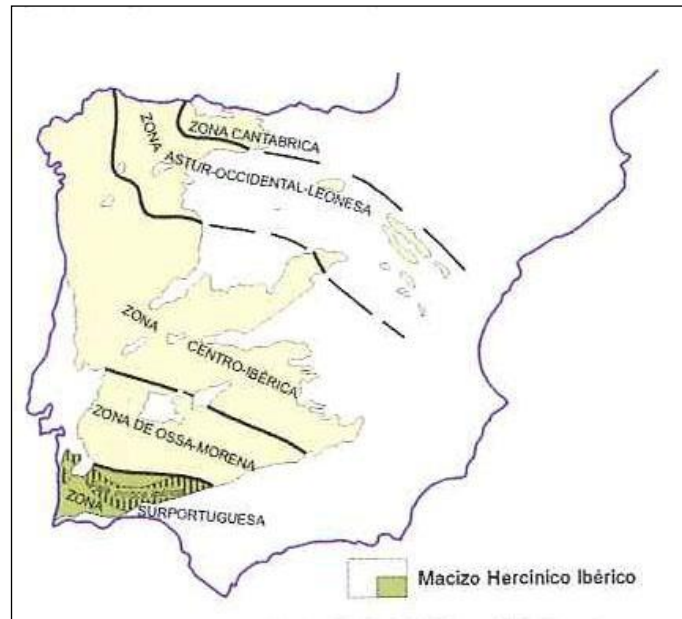 ZONA CANTABRICA
ZONA
ASTUR-OCCIDENTAL-LEONESA
ZONA
CENTRO-IBÉRICA
ZONA DE OSSA-MORENA
ZONA SURPORTUGUESA
Macizo Hercínico Ibérico